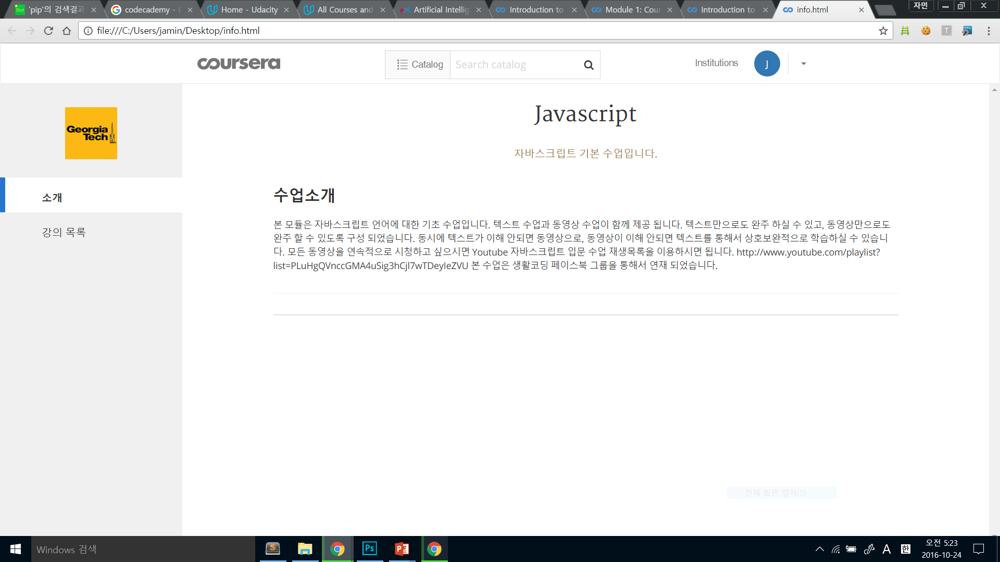 'pip'의 검색결과
codecademy -
Home - Udacity
All Courses and
Artificial Intellig
Introduction to
Module 1: Cour
Introduction to
info.html
자민
file:///C:/Users/jamin/Desktop/info.html
coursera
Catalog
Search catalog
Institutions
J
Georgia
Tech
소개
강의 목록
Javascript
자바스크립트 기본 수업입니다.
수업소개
본 모듈은 자바스크립트 언어에 대한 기초 수업입니다. 텍스트 수업과 동영상 수업이 함께 제공 됩니다. 텍스트만으로도 완주 하실 수 있고, 동영상만으로도
완주 할 수 있도록 구성 되었습니다. 동시에 텍스트가 이해 안되면 동영상으로, 동영상이 이해 안되면 텍스트를 통해서 상호보완적으로 학습하실 수 있습니
다. 모든 동영상을 연속적으로 시청하고 싶으시면 Youtube 자바스크립트 입문 수업 재생목록을 이용하시면 됩니다. http://www.youtube.com/playlist?
list=PLuHgQVnccGMA4uSig3hCjl7wTDeyIeZVU 본 수업은 생활코딩 페이스북 그룹을 통해서 연재 되었습니다.
전체 화면 캡처(S)
Windows 검색
A
한
오전 5:23
2016-10-24